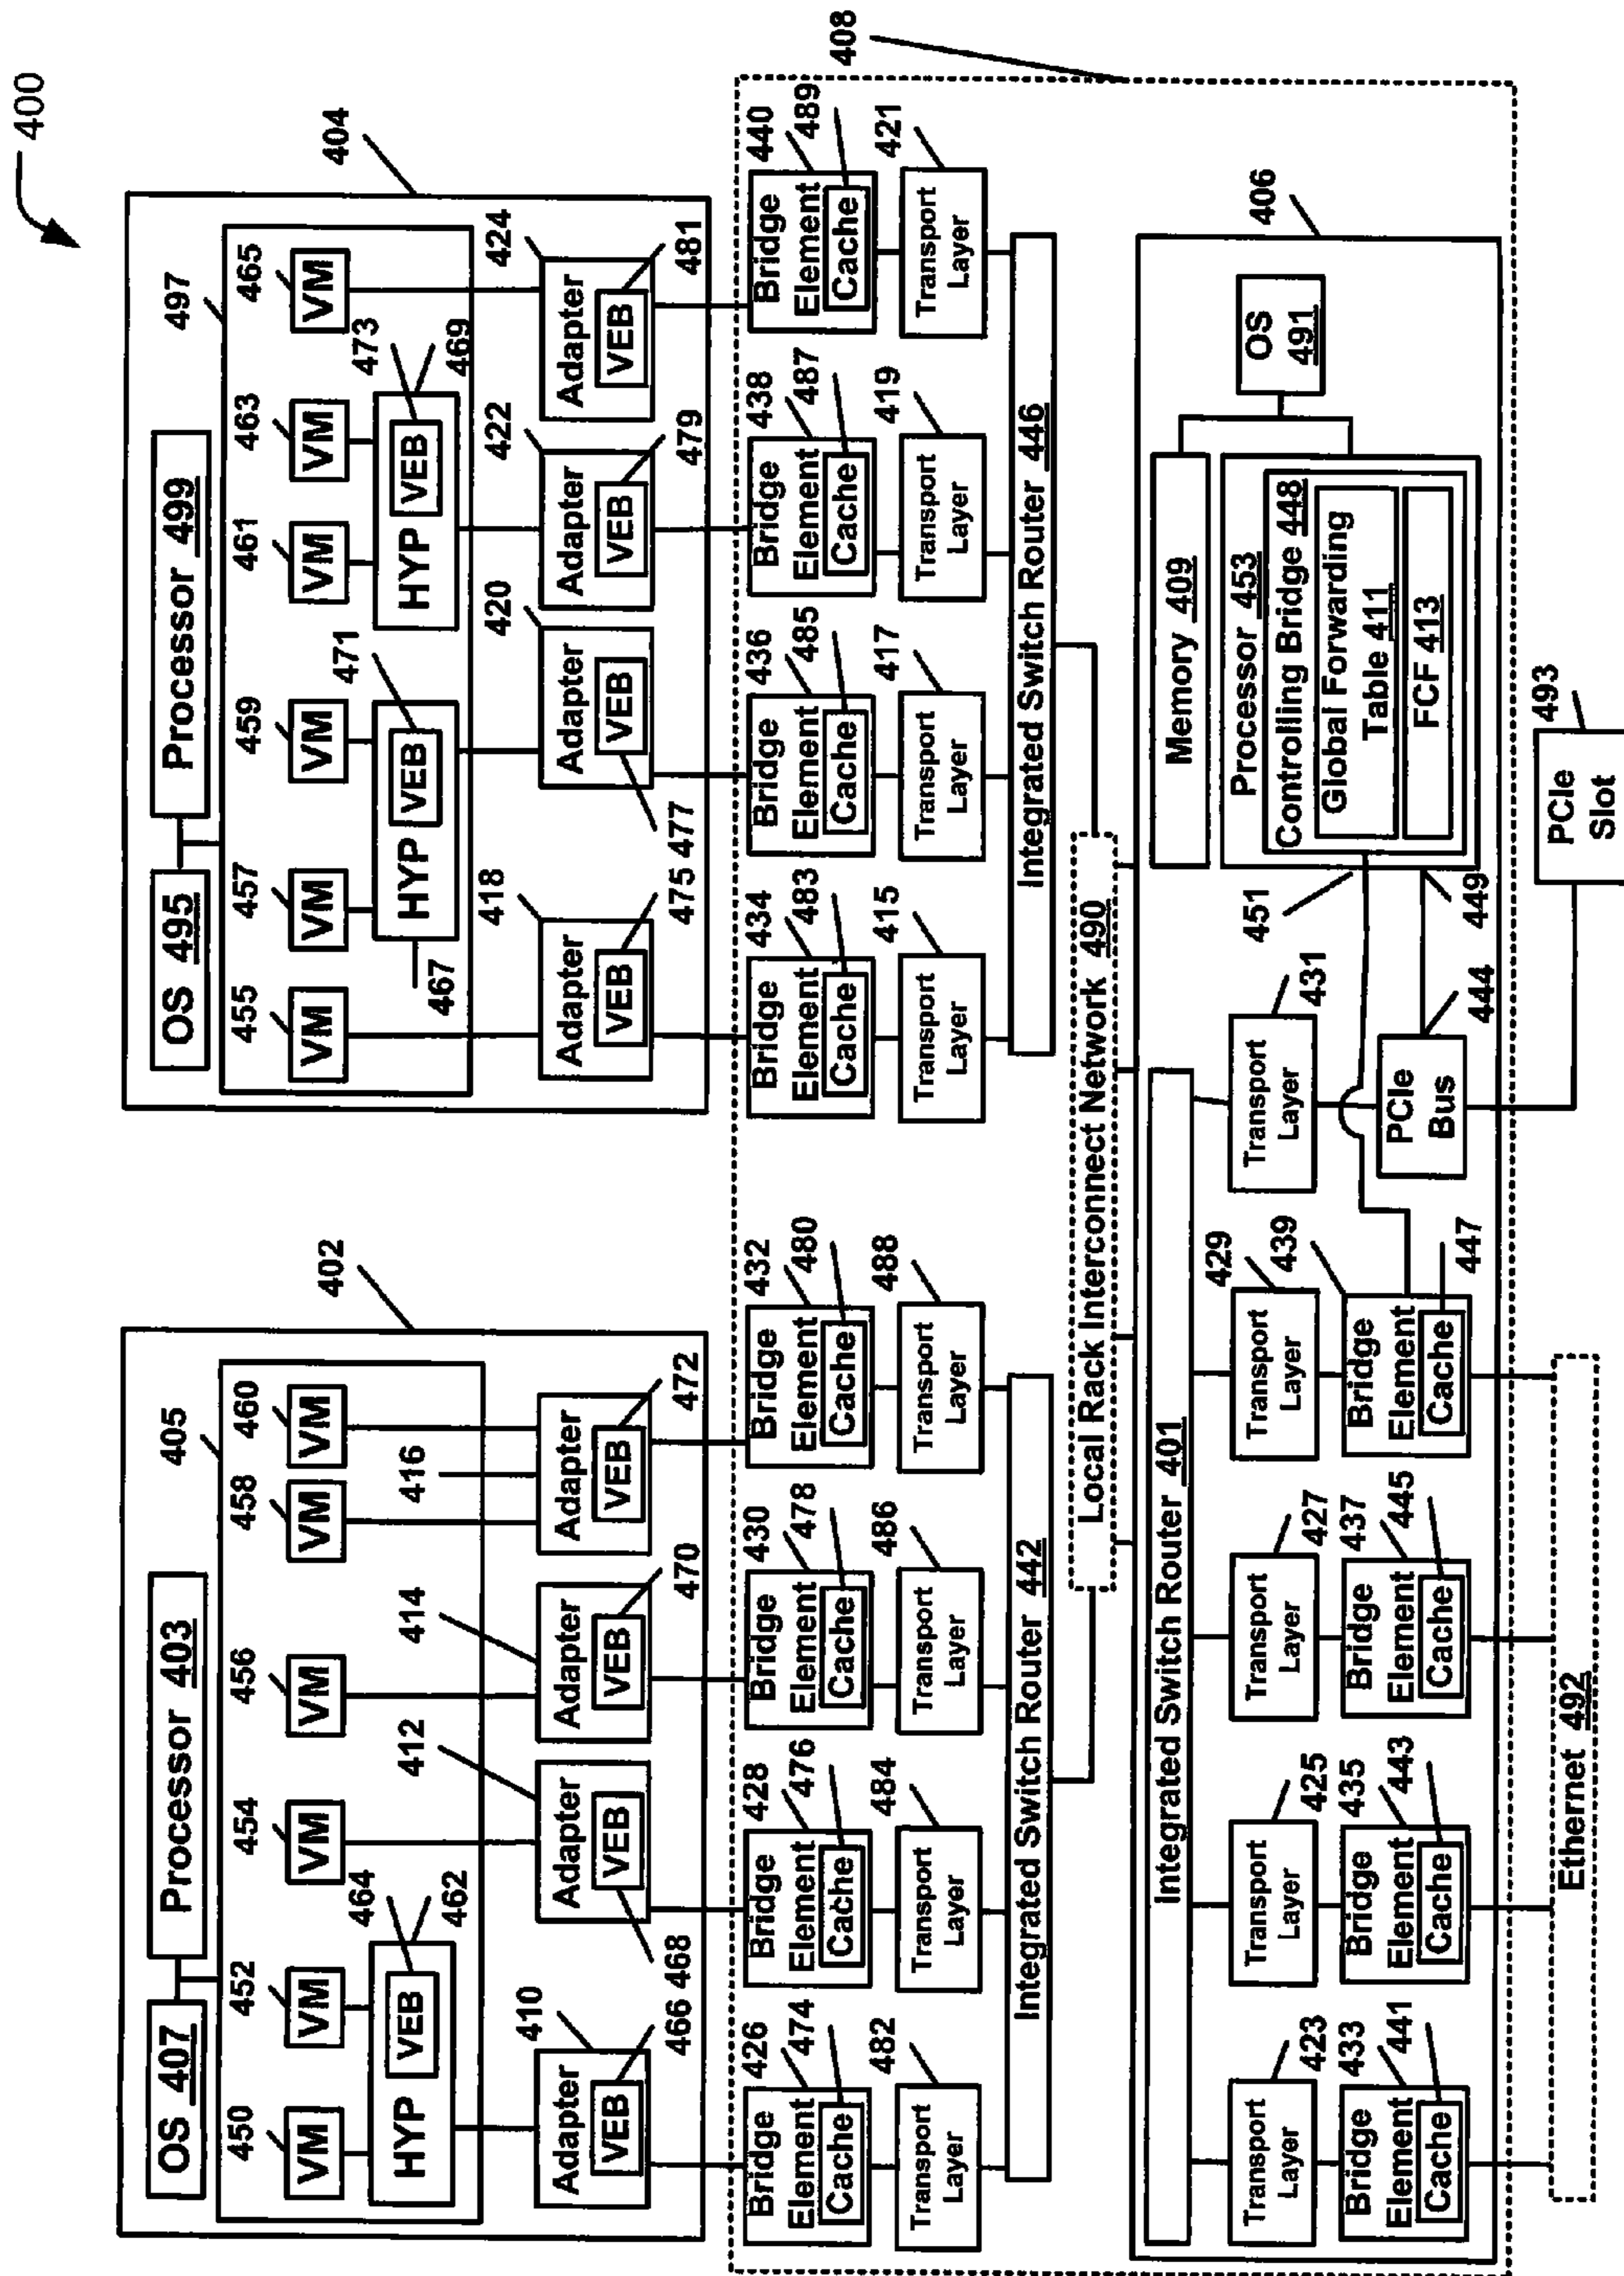 400
402
404
408
405
497
OS 407
Processor 403
OS 495
Processor 499
450
452
454
456
458
460
455
457
459
461
463
465
VM
VM
VM
VM
VM
VM
VM
VM
VM
VM
VM
VM
464
462
471
473
469
HYP
VEB
HYP
VEB
HYP
VEB
467
410
412
414
416
418
420
422
424
Adapter
VEB
Adapter
VEB
Adapter
VEB
Adapter
VEB
Adapter
VEB
Adapter
VEB
Adapter
VEB
Adapter
VEB
466
468
470
472
475
477
479
481
426
474
428
476
430
478
432
480
434
483
436
485
438
487
440
489
Bridge
Element
Cache
Bridge
Element
Cache
Bridge
Element
Cache
Bridge
Element
Cache
Bridge
Element
Cache
Bridge
Element
Cache
Bridge
Element
Cache
Bridge
Element
Cache
482
484
486
488
415
417
419
421
Transport
Layer
Transport
Layer
Transport
Layer
Transport
Layer
Transport
Layer
Transport
Layer
Transport
Layer
Transport
Layer
Integrated Switch Router 442
Integrated Switch Router 446
Local Rack Interconnect Network 490
406
Integrated Switch Router 401
Memory 409
Processor 453
Controlling Bridge 448
Global Forwarding
Table 411
FCF 413
OS
491
423
425
427
429
431
Transport
Layer
Transport
Layer
Transport
Layer
Transport
Layer
Transport
Layer
451
449
433
441
435
443
437
445
439
447
444
Bridge
Element
Cache
Bridge
Element
Cache
Bridge
Element
Cache
Bridge
Element
Cache
PCIe
Bus
493
PCIe
Slot
Ethernet 492